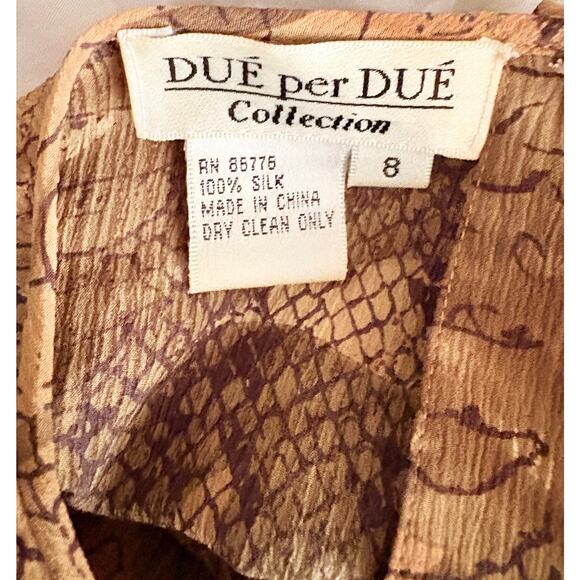 DUÉ per DUÉ
Collection
8
RN 86776
100% SILK
MADE IN CHINA
DRY CLEAN ONLY